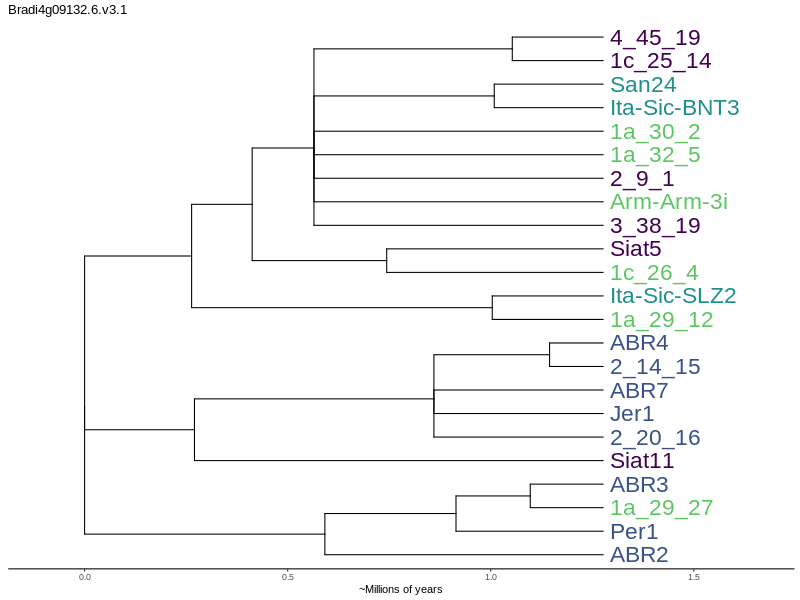 Bradi4g09132.6.v3.1
4_45_19
1c_25_14
San24
Ita-Sic-BNT3
1a_30_2
1a_32_5
2_9_1
Arm-Arm-3i
3_38_19
Siat5
1c_26_4
Ita-Sic-SLZ2
1a_29_12
ABR4
2_14_15
ABR7
Jer1
2_20_16
Siat11
ABR3
1a_29_27
Per1
ABR2
0.0 0.5 1.0 1.5
~Millions of years